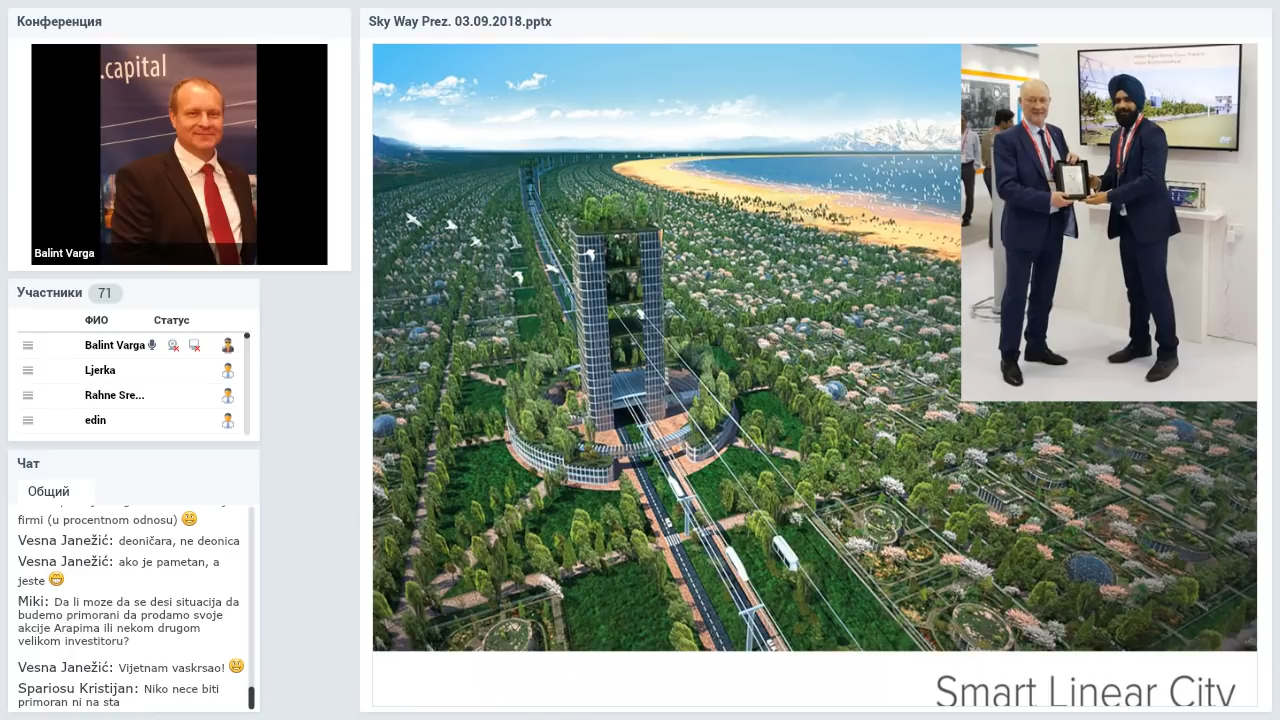 Конференция
.capital
Balint Varga
Участники 71
ФИО Статус
Balint Varga
Ljerka
Rahne Sre...
edin
Чат
Общий
firmi (u procentnom odnosu)
Vesna Janežić: deoničara, ne deonica
Vesna Janežić: ako je pametan, a
jeste
Miki: Da li moze da se desi situacija da
budemo primorani da prodamo svoje
akcije Arapima ili nekom drugom
velikom investitoru?
Vesna Janežić: Vijetnam vaskrsao!
Spariosu Kristijan: Niko nece biti
primoran ni na sta
Sky Way Prez. 03.09.2018.pptx
Smart Linear City